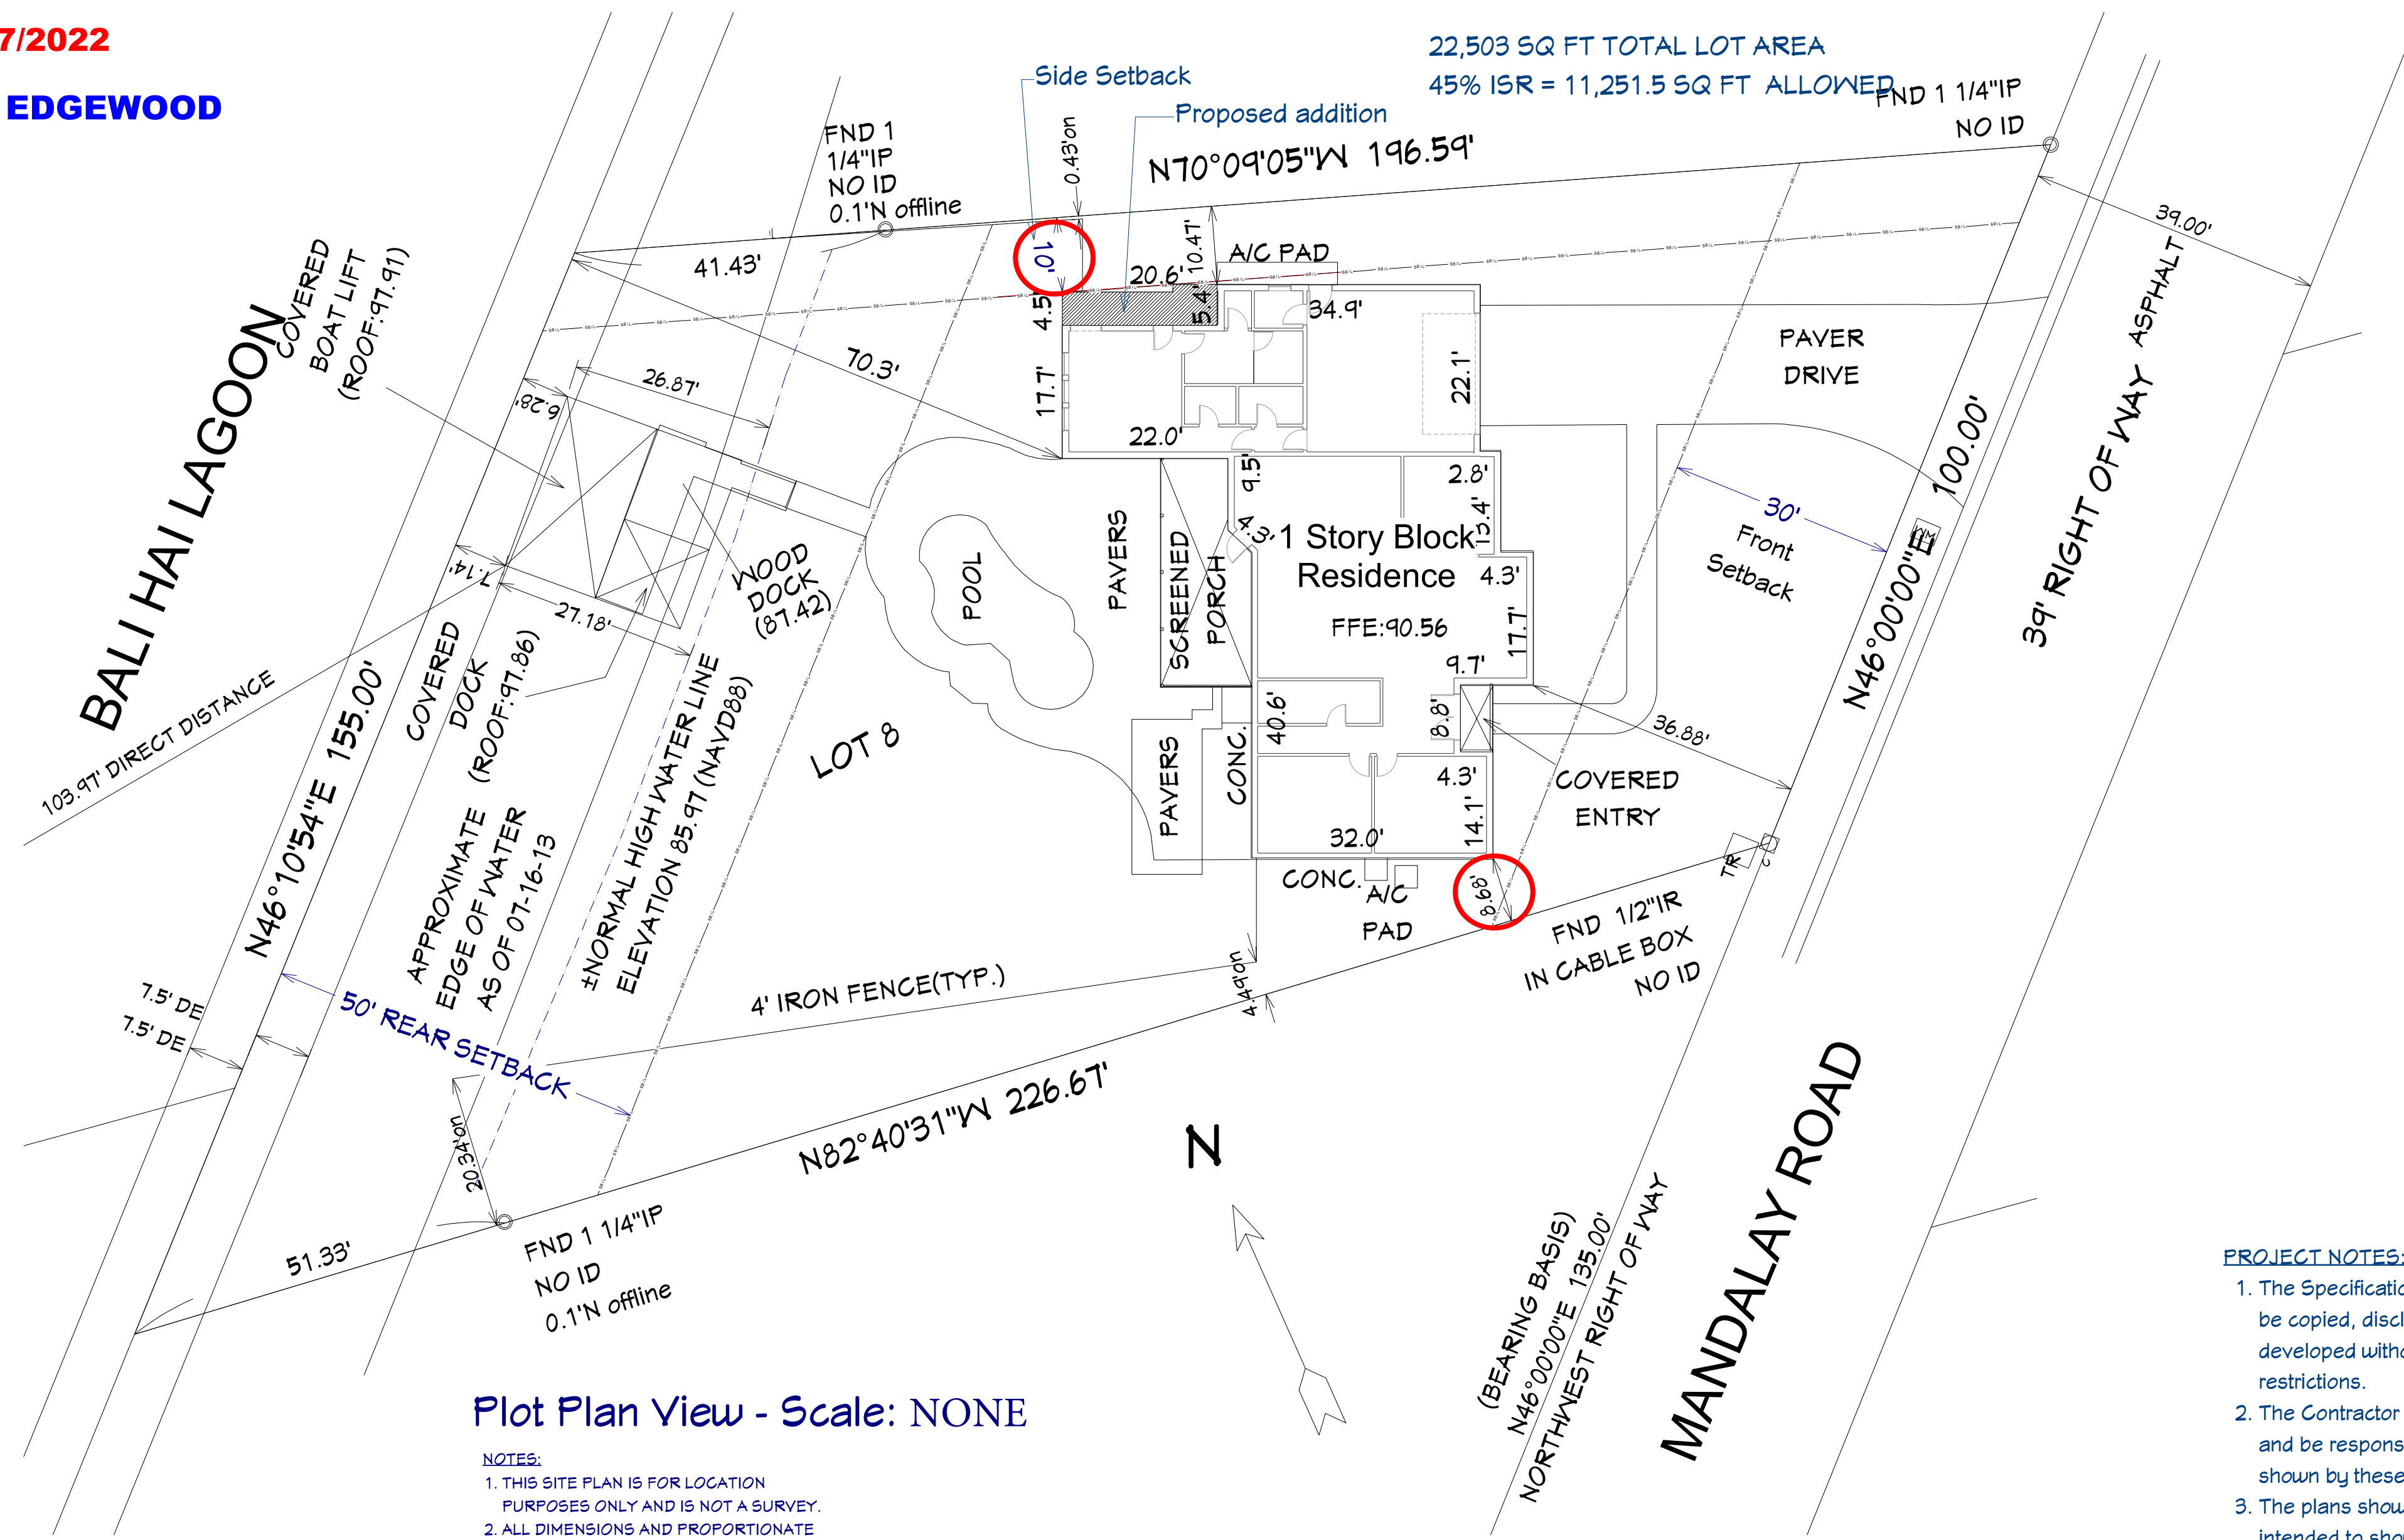 7/2022
EDGEWOOD
22,503 SQ FT TOTAL LOT AREA
45% ISR = 11,251.5 SQ FT ALLOWED
Side Setback
Proposed addition
FND 1 1/4"IP
NO ID
FND 1
1/4"IP
NO ID
0.1'N offline
0.43'on
N70°09'05"W 196.59'
39.00'
41.43'
10'
10.47'
A/C PAD
20.6'
4.5'
5.4'
34.9'
COVERED
BOAT LIFT
(ROOF:97.91)
BALI HAI LAGOON
70.3'
26.87'
6.28'
17.7'
22.0'
22.1'
PAVER
DRIVE
39' RIGHT OF WAY ASPHALT
N46°00'00"E 100.00'
WM
9.5'
2.8'
4.3'
1 Story Block
Residence
4.3'
FFE:90.56
17.7'
9.7'
30'
Front
Setback
POOL
PAVERS
SCREENED
PORCH
WOOD
DOCK
(87.42)
7.14'
27.18'
103.97' DIRECT DISTANCE
N46°10'54"E 155.00'
COVERED
DOCK
(ROOF:97.86)
±NORMAL HIGH WATER LINE
ELEVATION 85.97 (NAVD88)
APPROXIMATE
EDGE OF WATER
AS OF 07-16-13
LOT 8
PAVERS
CONC.
40.6'
8.8'
36.88'
COVERED
ENTRY
4.3'
14.1'
32.0'
CONC.
A/C
PAD
8.68'
TR
2
FND 1/2"IR
IN CABLE BOX
NO ID
4.49'on
4' IRON FENCE(TYP.)
7.5' DE
7.5' DE
50' REAR SETBACK
20.34'on
N82°40'31"W 226.67'
51.33'
FND 1 1/4"IP
NO ID
0.1'N offline
N
(BEARING BASIS)
N46°00'00"E 135.00'
NORTHWEST RIGHT OF WAY
MANDALAY ROAD
Plot Plan View - Scale: NONE
NOTES:
1. THIS SITE PLAN IS FOR LOCATION
PURPOSES ONLY AND IS NOT A SURVEY.
2. ALL DIMENSIONS AND PROPORTIONATE
PROJECT NOTES:
1. The Specificatio
be copied, discl
developed witho
restrictions.
2. The Contractor
and be respons
shown by these
3. The plans show
intended to sho